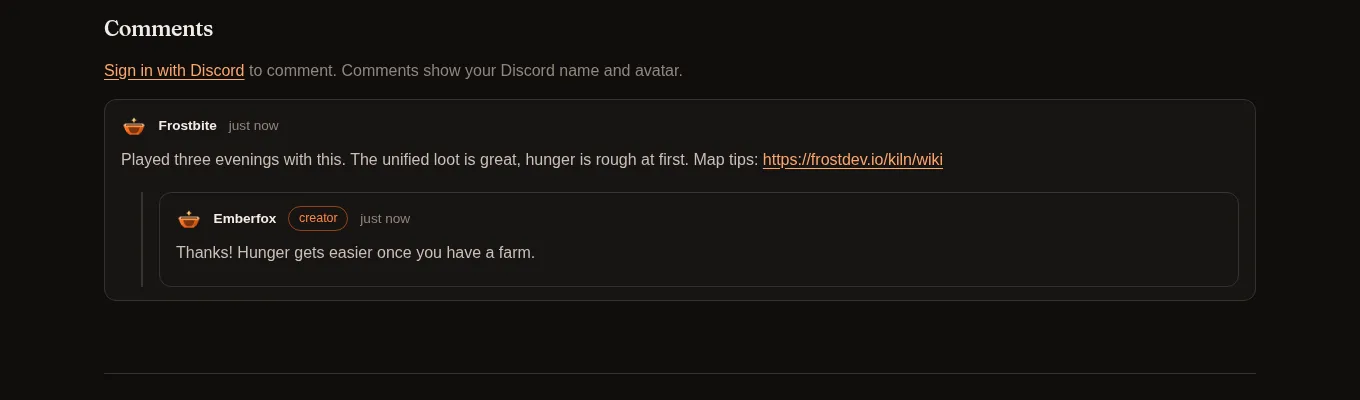 Comments
Sign in with Discord to comment. Comments show your Discord name and avatar.
Frostbite just now
Played three evenings with this. The unified loot is great, hunger is rough at first. Map tips: https://frostdev.io/kiln/wiki
Emberfox creator just now
Thanks! Hunger gets easier once you have a farm.